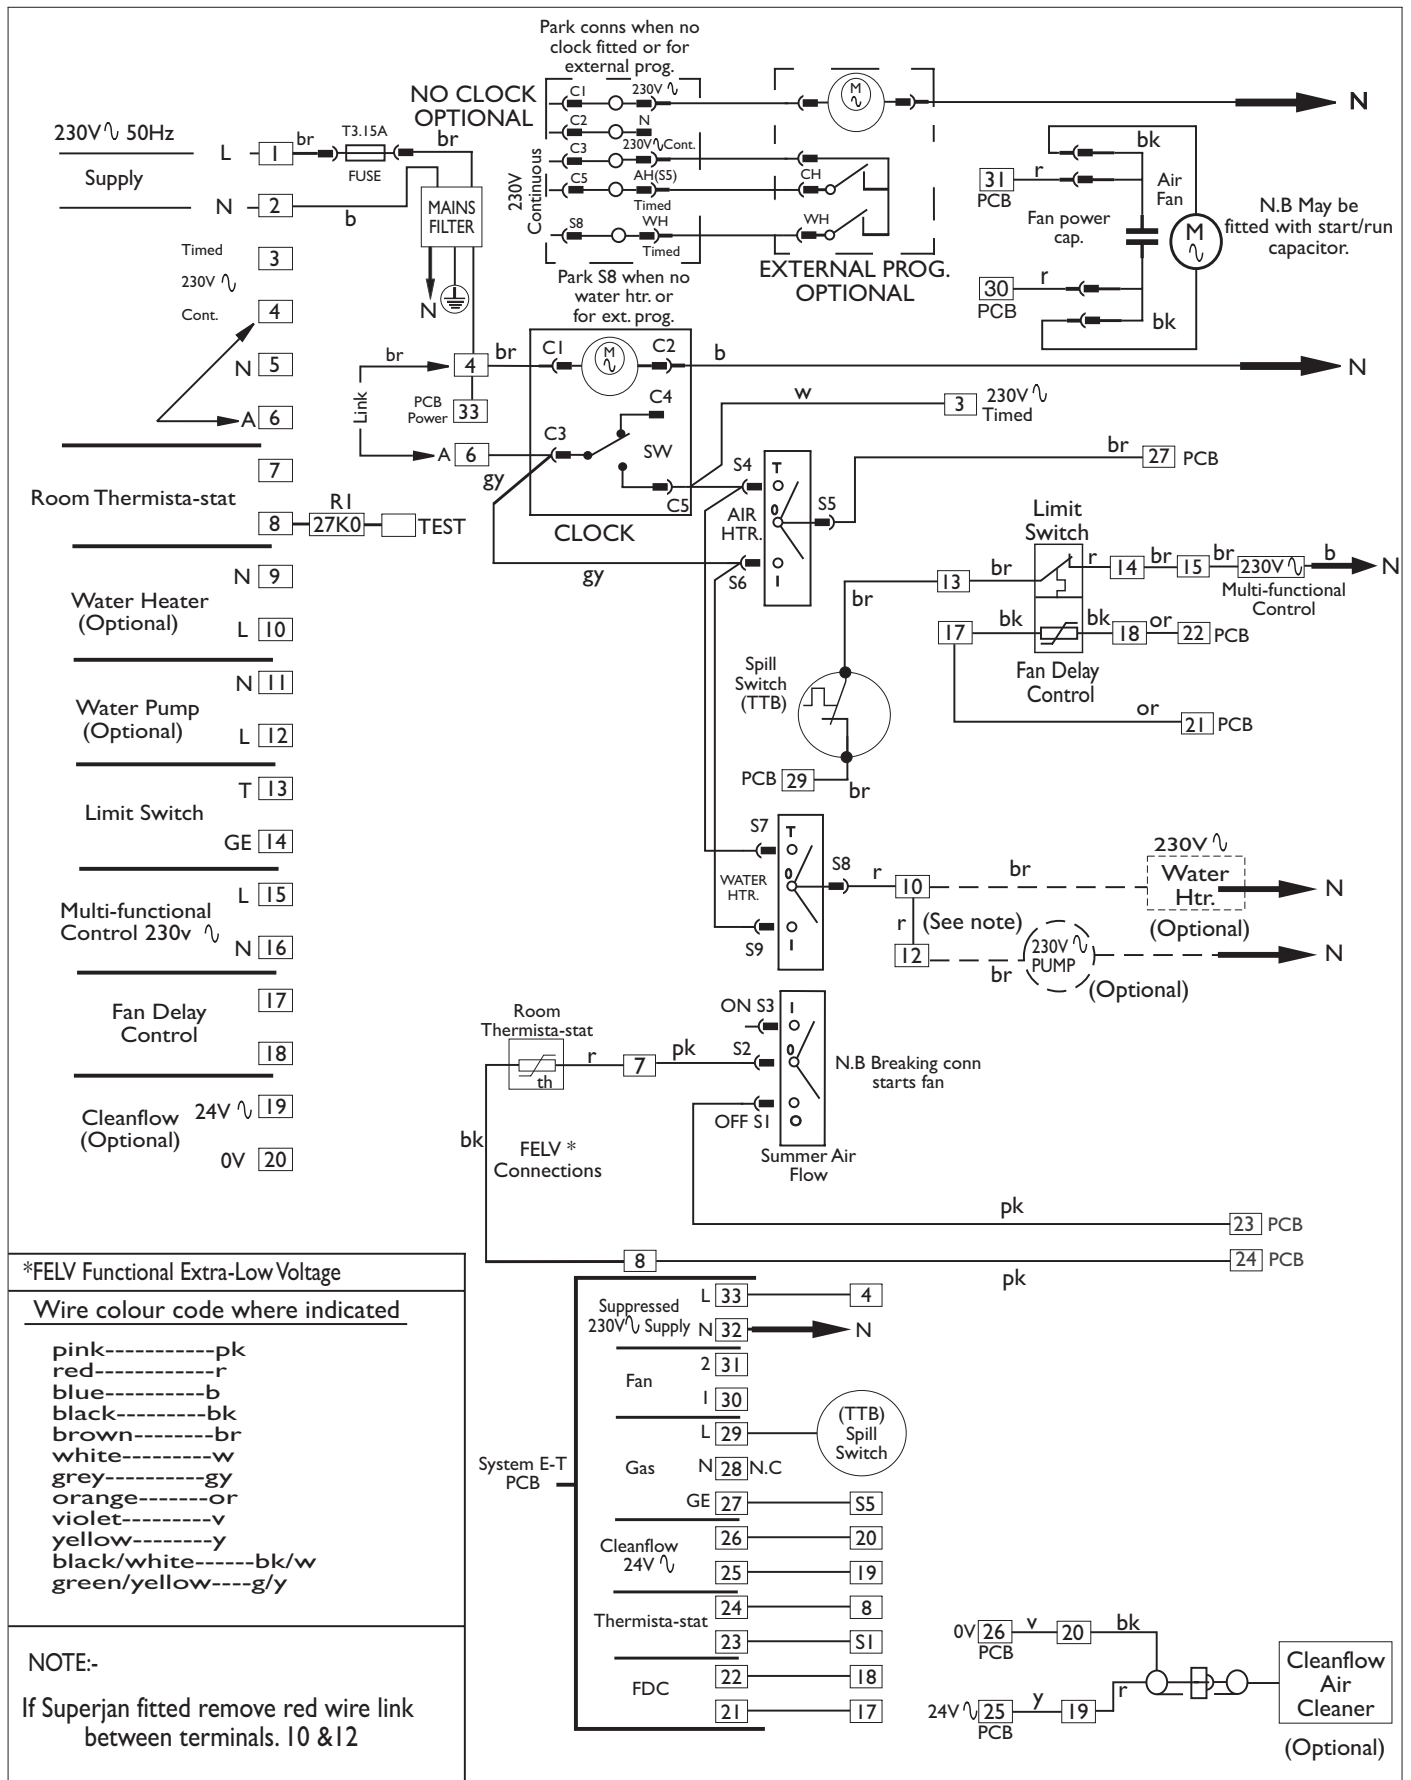 Park conns when no
clock fitted or for
external prog.
NO CLOCK
OPTIONAL
230V
Continuous
C1
230V
C2
N
C3
230V Cont.
C5
AH(S5)
Timed
S8
WH
Timed
Park S8 when no
water htr. or
for ext. prog.
M
CH
WH
EXTERNAL PROG.
OPTIONAL
N
230V 50Hz
Supply
L 1 br T3.15A br
FUSE
N 2 b
MAINS
FILTER
N
Timed
3
230V
Cont.
4
N 5
A 6
Room Thermista-stat
7
8 R1
27K0 TEST
N 9
Water Heater
(Optional)
L 10
N 11
Water Pump
(Optional)
L 12
T 13
Limit Switch
GE 14
L 15
Multi-functional
Control 230v
N 16
17
Fan Delay
Control
18
Cleanflow
(Optional)
24V 19
0V 20
31
PCB
r
bk
Air
Fan
M
Fan power
cap.
30
PCB
r
bk
N.B May be
fitted with start/run
capacitor.
Link
br 4 br
PCB
Power 33
A 6
gy
C1 M C2 b N
C4
C3
SW
C5
CLOCK
w 3 230V
Timed
gy
S4 T
0
AIR
HTR.
S5
S6
I
br 27 PCB
Limit
Switch
br 13 br r 14 br 15 br 230V b N
Multi-functional
Control
17 bk bk 18 or 22 PCB
Fan Delay
Control
or 21 PCB
Spill
Switch
(TTB)
PCB 29 br
S7 T
0
WATER
HTR.
S8 r 10 br
S9 I
230V
Water
Htr.
N
(Optional)
r (See note)
12 br
230V
PUMP
N
(Optional)
ON S3 I
Room
Thermista-stat
th
r 7 pk S2 0
N.B Breaking conn
starts fan
OFF S1
O
Summer Air
Flow
bk
FELV *
Connections
pk 23 PCB
8 pk 24 PCB
*FELV Functional Extra-Low Voltage
Wire colour code where indicated
pink-----------pk
red------------r
blue----------b
black---------bk
brown--------br
white---------w
grey----------gy
orange-------or
violet---------v
yellow--------y
black/white------bk/w
green/yellow----g/y
NOTE:-
If Superjan fitted remove red wire link
between terminals. 10 &12
System E-T
PCB
Suppressed
230V Supply
L 33 4
N 32 N
Fan
2 31
1 30
Gas
L 29 (TTB)
Spill
Switch
N 28 N.C
GE 27 S5
Cleanflow
24V
26 20
25 19
Thermista-stat
24 8
23 S1
FDC
22 18
21 17
0V 26 v 20 bk
PCB
24V 25 y 19 r
PCB
Cleanflow
Air
Cleaner
(Optional)